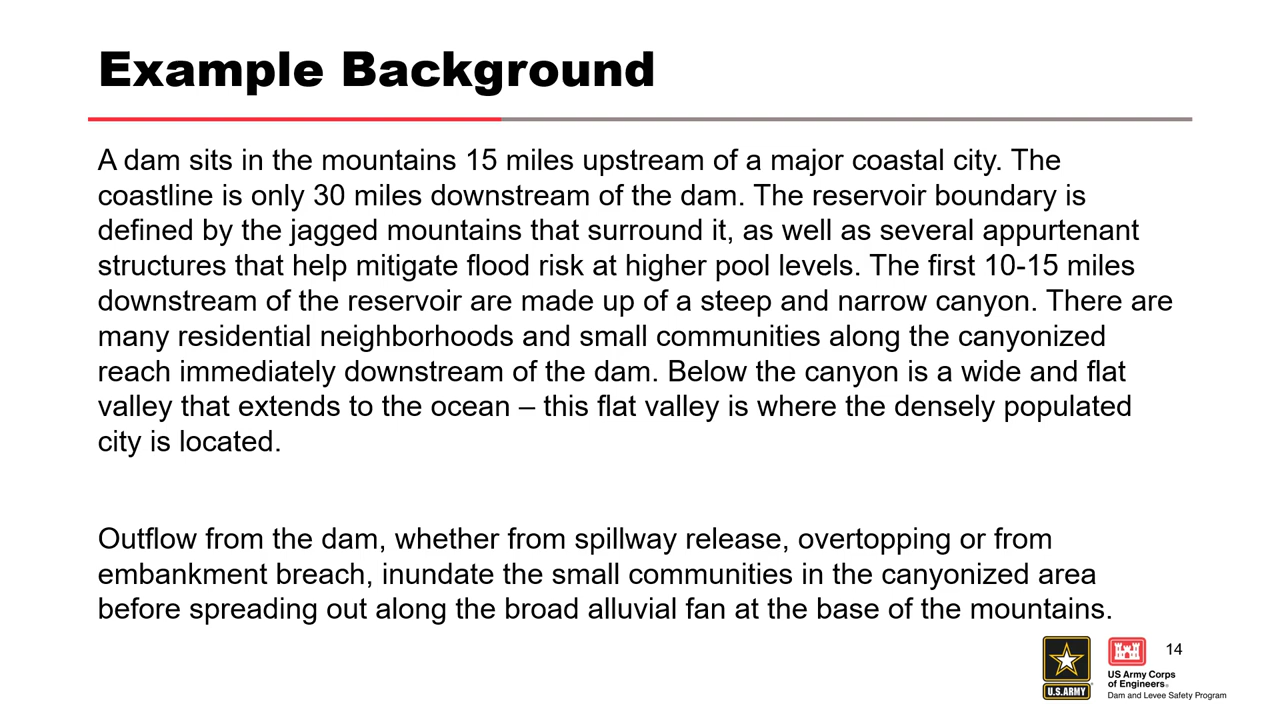 Example Background
A dam sits in the mountains 15 miles upstream of a major coastal city. The
coastline is only 30 miles downstream of the dam. The reservoir boundary is
defined by the jagged mountains that surround it, as well as several appurtenant
structures that help mitigate flood risk at higher pool levels. The first 10-15 miles
downstream of the reservoir are made up of a steep and narrow canyon. There are
many residential neighborhoods and small communities along the canyonized
reach immediately downstream of the dam. Below the canyon is a wide and flat
valley that extends to the ocean – this flat valley is where the densely populated
city is located.
Outflow from the dam, whether from spillway release, overtopping or from
embankment breach, inundate the small communities in the canyonized area
before spreading out along the broad alluvial fan at the base of the mountains.
14
U.S.ARMY
US Army Corps
of Engineers®
Dam and Levee Safety Program